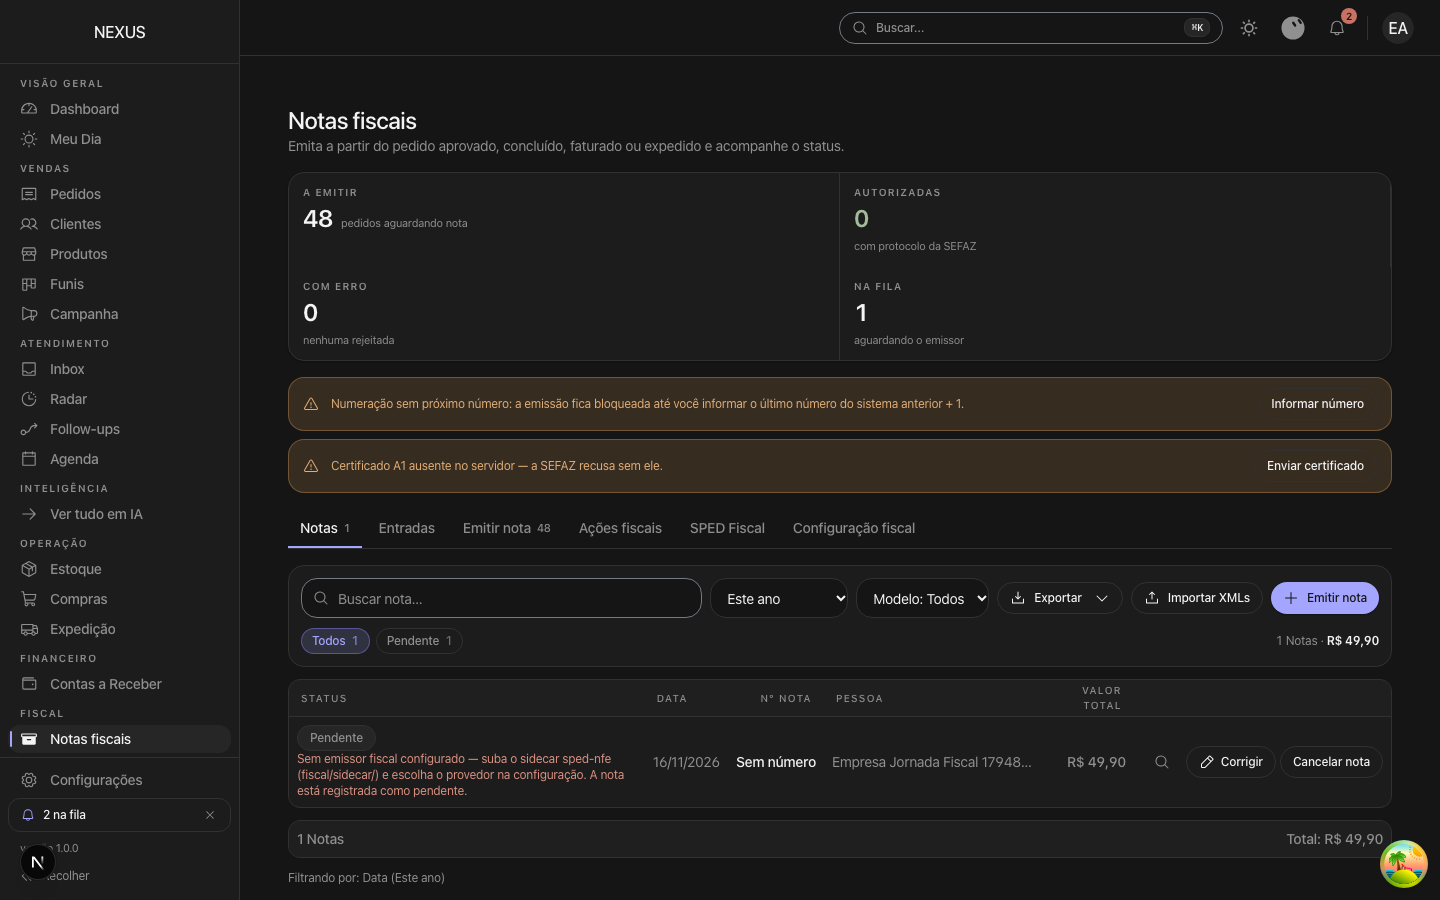 NEXUS
Buscar...
⌘K
2
EA
VISÃO GERAL
Dashboard
Meu Dia
VENDAS
Pedidos
Clientes
Produtos
Funis
Campanha
ATENDIMENTO
Inbox
Radar
Follow-ups
Agenda
INTELIGÊNCIA
Ver tudo em IA
OPERAÇÃO
Estoque
Compras
Expedição
FINANCEIRO
Contas a Receber
FISCAL
Notas fiscais
Configurações
2 na fila
1.0.0
N
Notas fiscais
Emita a partir do pedido aprovado, concluído, faturado ou expedido e acompanhe o status.
A EMITIR
48 pedidos aguardando nota
AUTORIZADAS
0
com protocolo da SEFAZ
COM ERRO
0
nenhuma rejeitada
NA FILA
1
aguardando o emissor
Numeração sem próximo número: a emissão fica bloqueada até você informar o último número do sistema anterior + 1.
Informar número
Certificado A1 ausente no servidor — a SEFAZ recusa sem ele.
Enviar certificado
Notas 1
Entradas
Emitir nota 48
Ações fiscais
SPED Fiscal
Configuração fiscal
Buscar nota...
Este ano
Modelo: Todos
Exportar
Importar XMLs
Emitir nota
Todos 1
Pendente 1
1 Notas · R$ 49,90
STATUS
DATA
Nº NOTA
PESSOA
VALOR
TOTAL
Pendente
Sem emissor fiscal configurado — suba o sidecar sped-nfe
(fiscal/sidecar/) e escolha o provedor na configuração. A nota
está registrada como pendente.
16/11/2026
Sem número
Empresa Jornada Fiscal 17948...
R$ 49,90
Corrigir
Cancelar nota
1 Notas
Total: R$ 49,90
Filtrando por: Data (Este ano)